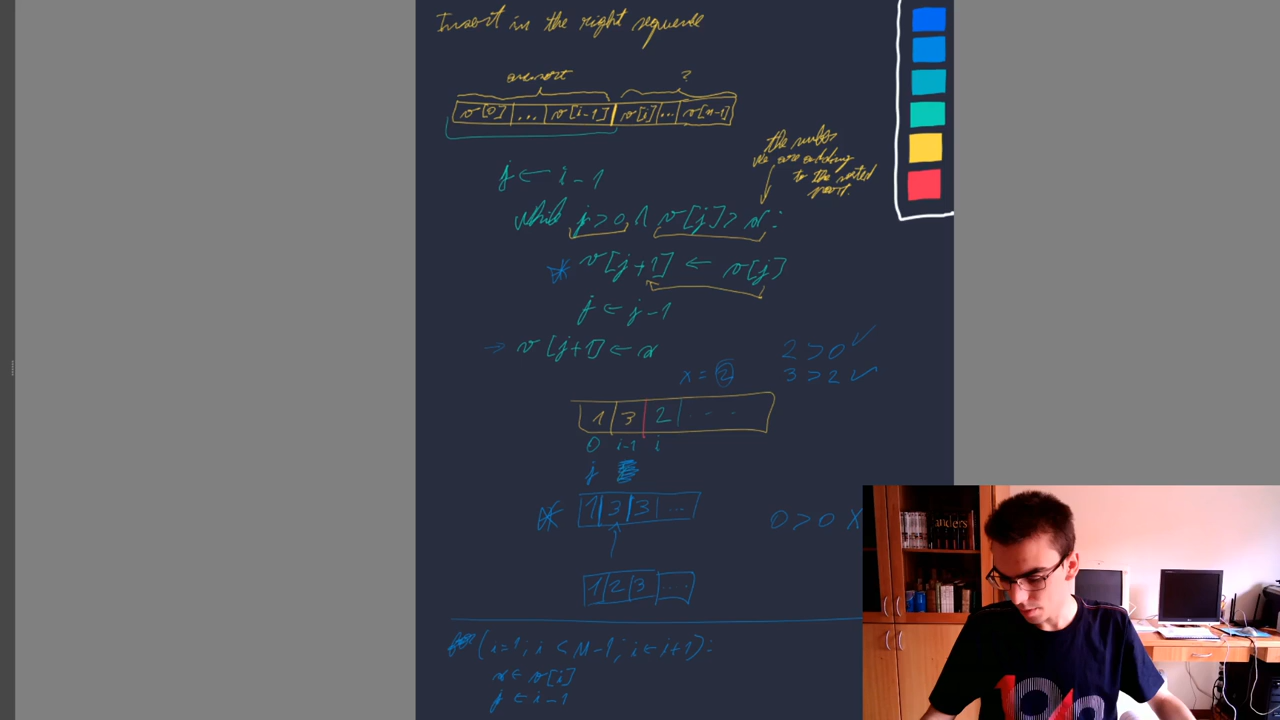 Insert in the right sequence
?
v[0] ... v[i-1] v[i] ... v[n-1]
the number
we are adding
to the sorted
part.
j ← i - 1
while j > 0 ∧ v[j] > x :
* v[j+1] ← v[j]
j ← j - 1
→ v[j+1] ← x
2 > 0 ✓
x = 2
3 > 2 ✓
1 3 2 ...
0 i-1 i
j
* 1 3 3 ...
0 > 0 X
1 2 3 ...
for (i=1; i < n-1; i ← i+1):
x ← v[i]
j ← i - 1
anders